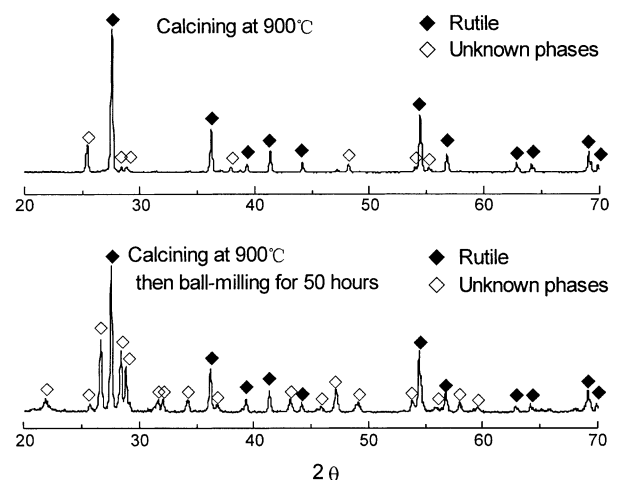 Calcining at 900℃
◆ Rutile
◇ Unknown phases
20 30 40 50 60 70
Calcining at 900℃
then ball-milling for 50 hours
◆ Rutile
◇ Unknown phases
20 30 40 50 60 70
2 θ